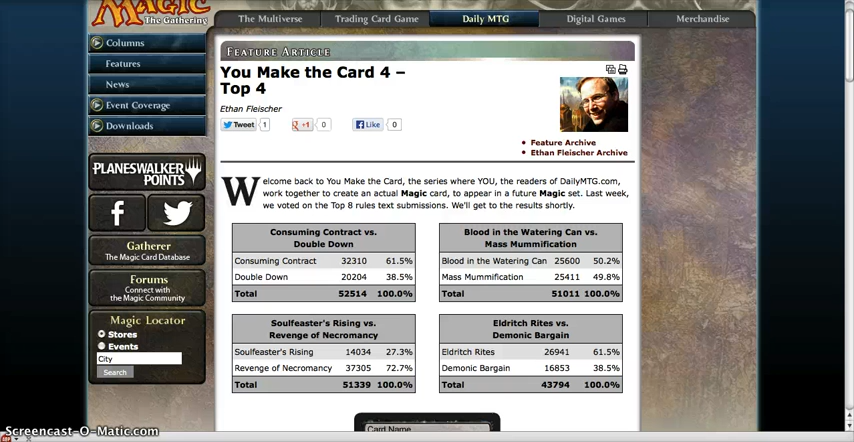 MAGIC
The Gathering
The Multiverse
Trading Card Game
Daily MTG
Digital Games
Merchandise
Columns
Features
News
Event Coverage
Downloads
PLANESWALKER
POINTS
Gatherer
The Magic Card Database
Forums
Connect with
the Magic Community
Magic Locator
Stores
Events
City
Search
FEATURE ARTICLE
You Make the Card 4 –
Top 4
Ethan Fleischer
Tweet 1
+1 0
Like 0
• Feature Archive
• Ethan Fleischer Archive
Welcome back to You Make the Card, the series where YOU, the readers of DailyMTG.com,
work together to create an actual Magic card, to appear in a future Magic set. Last week,
we voted on the Top 8 rules text submissions. We'll get to the results shortly.
Consuming Contract vs.
Double Down
Consuming Contract 32310 61.5%
Double Down 20204 38.5%
Total 52514 100.0%
Blood in the Watering Can vs.
Mass Mummification
Blood in the Watering Can 25600 50.2%
Mass Mummification 25411 49.8%
Total 51011 100.0%
Soulfeaster's Rising vs.
Revenge of Necromancy
Soulfeaster's Rising 14034 27.3%
Revenge of Necromancy 37305 72.7%
Total 51339 100.0%
Eldritch Rites vs.
Demonic Bargain
Eldritch Rites 26941 61.5%
Demonic Bargain 16853 38.5%
Total 43794 100.0%
Card Name
Screencast-O-Matic.com